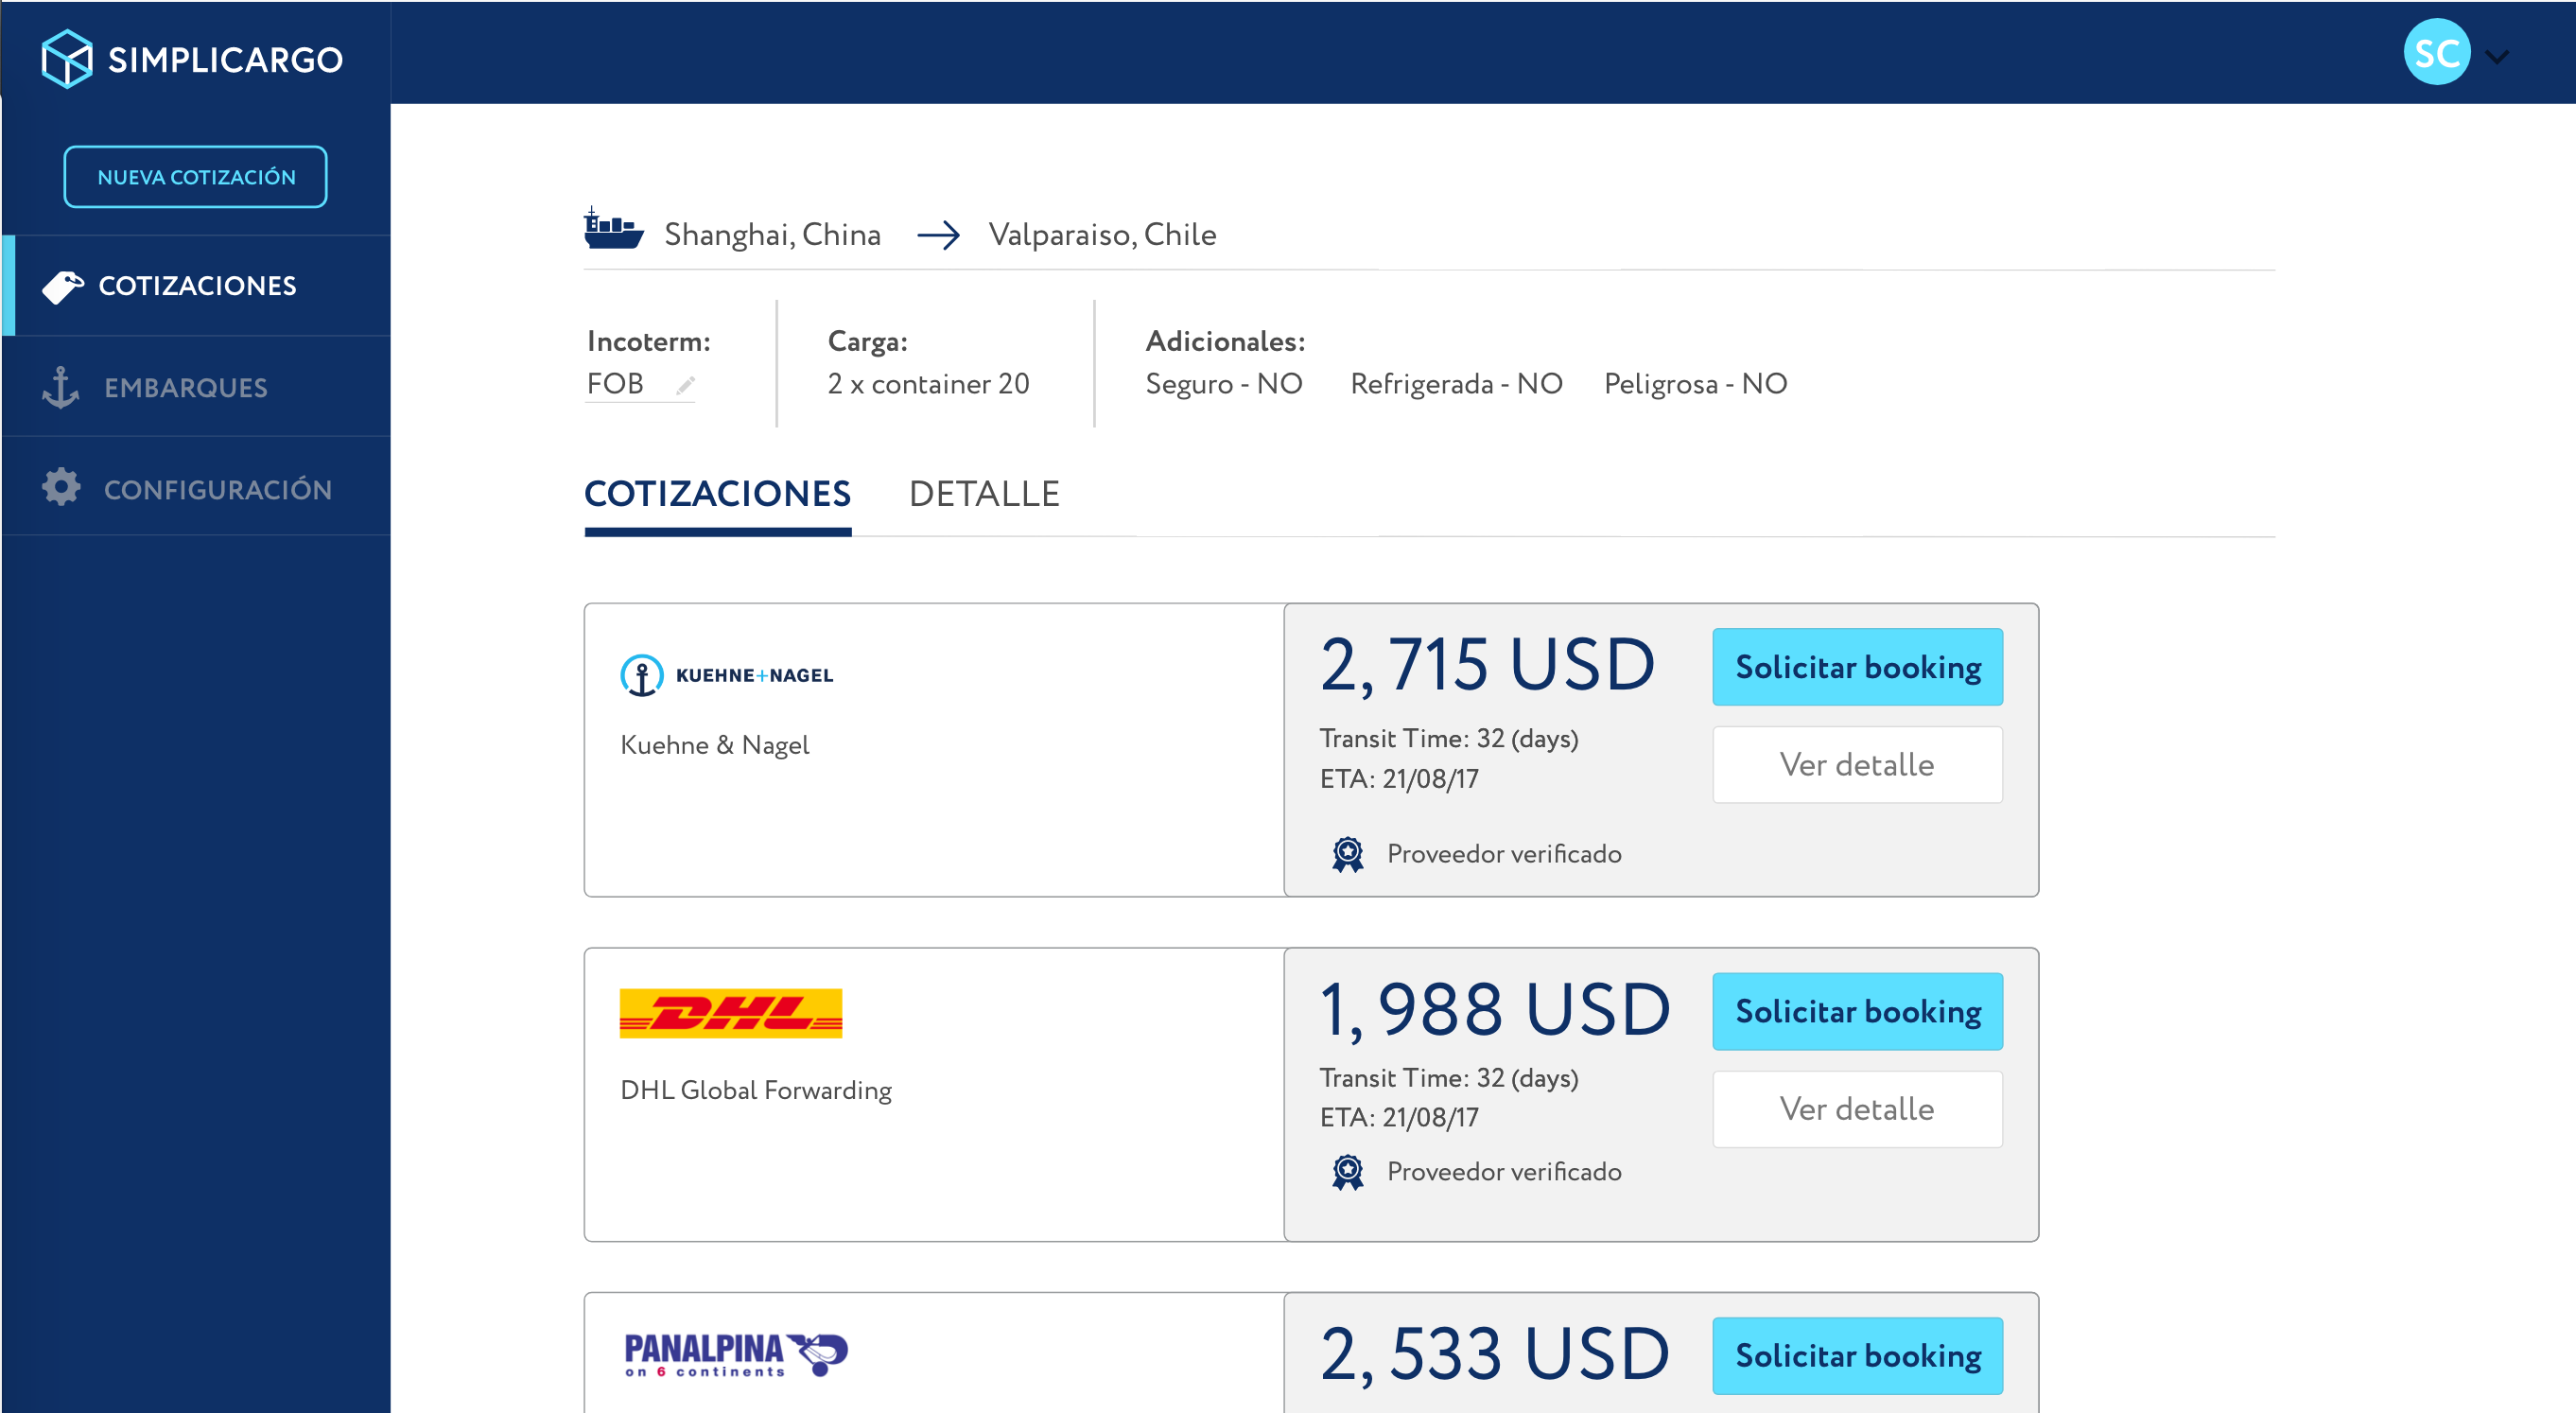 SIMPLICARGO
SC
NUEVA COTIZACIÓN
COTIZACIONES
EMBARQUES
CONFIGURACIÓN
Shanghai, China → Valparaiso, Chile
Incoterm:
FOB
Carga:
2 x container 20
Adicionales:
Seguro - NO Refrigerada - NO Peligrosa - NO
COTIZACIONES DETALLE
KUEHNE+NAGEL
Kuehne & Nagel
2, 715 USD
Transit Time: 32 (days)
ETA: 21/08/17
Proveedor verificado
Solicitar booking
Ver detalle
DHL
DHL Global Forwarding
1, 988 USD
Transit Time: 32 (days)
ETA: 21/08/17
Proveedor verificado
Solicitar booking
Ver detalle
PANALPINA
on 6 continents
2, 533 USD
Solicitar booking